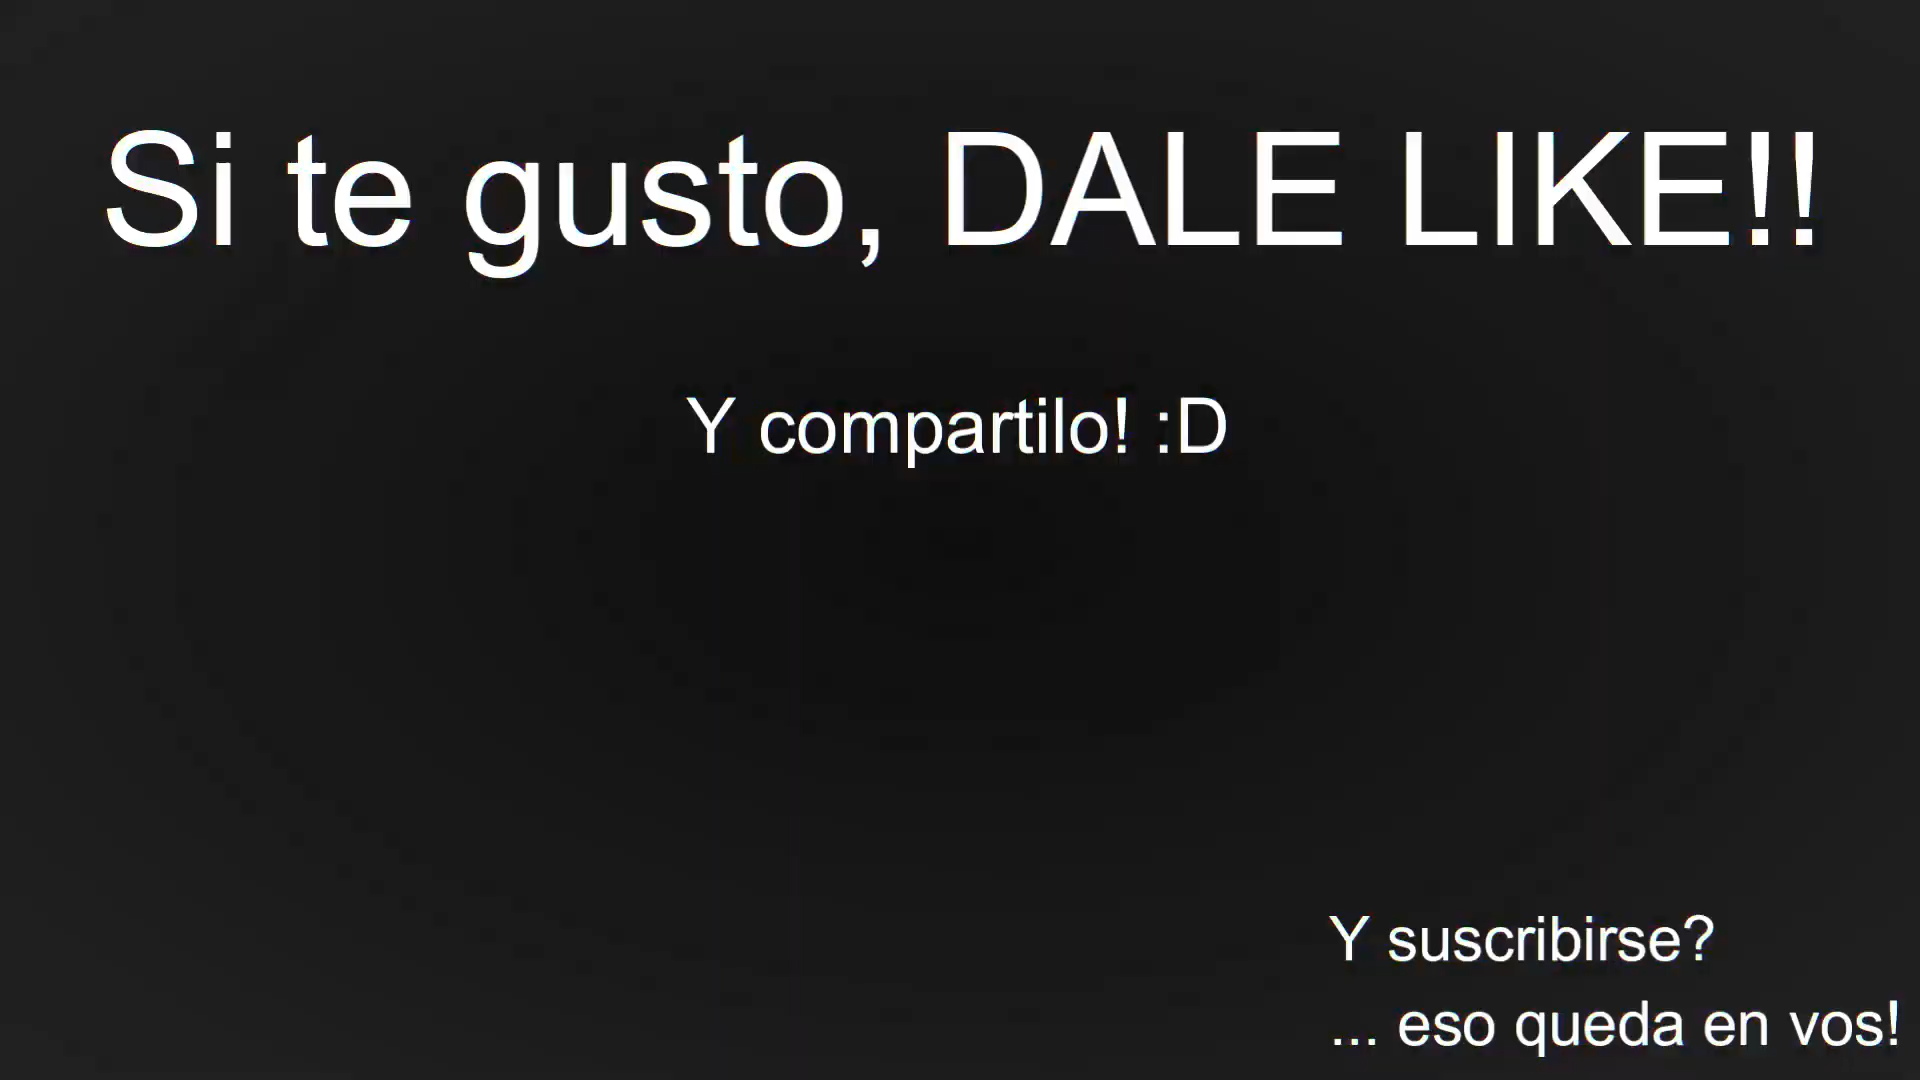 Si te gusto, DALE LIKE!!
Y compartilo! :D
Y suscribirse?
... eso queda en vos!